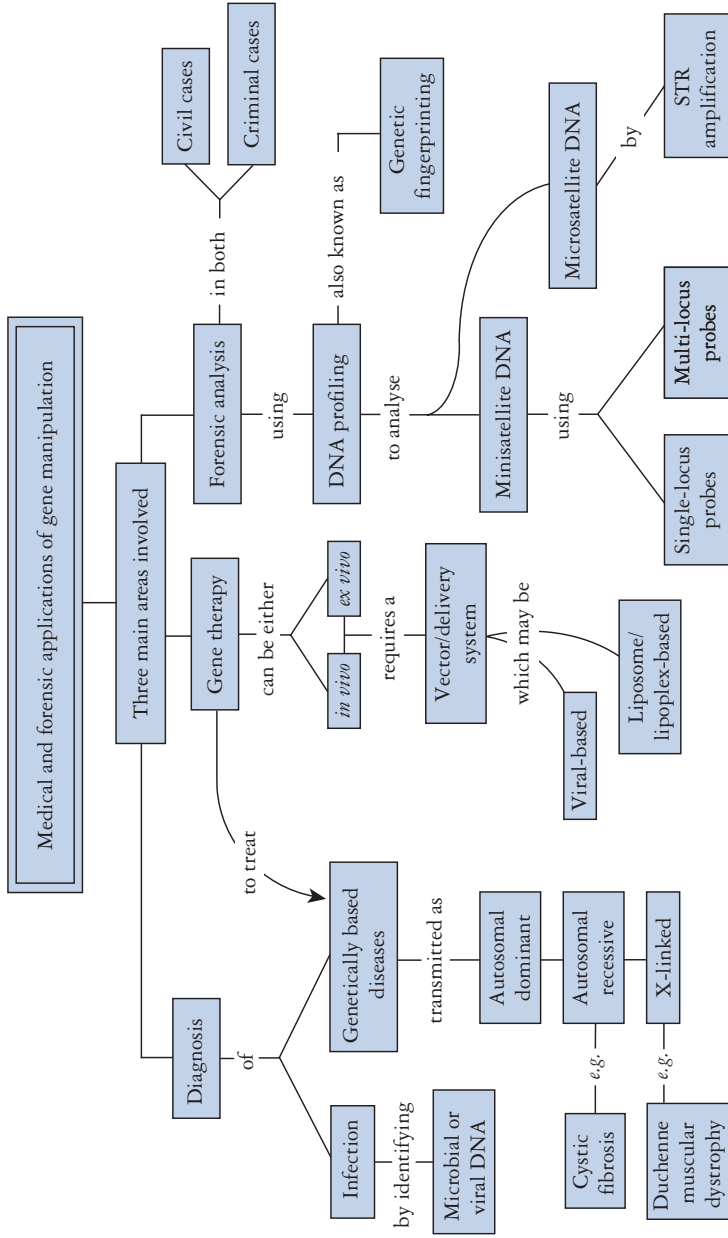 Medical and forensic applications of gene manipulation
Three main areas involved
Diagnosis
of
Infection
by identifying
Microbial or
viral DNA
Genetically based
diseases
transmitted as
Autosomal
dominant
Autosomal
recessive
e.g.
Cystic
fibrosis
X-linked
e.g.
Duchenne
muscular
dystrophy
Gene therapy
to treat
can be either
in vivo
ex vivo
requires a
Vector/delivery
system
which may be
Viral-based
Liposome/
lipoplex-based
Forensic analysis
in both
Civil cases
Criminal cases
using
DNA profiling
also known as
Genetic
fingerprinting
to analyse
Minisatellite DNA
using
Single-locus
probes
Multi-locus
probes
Microsatellite DNA
by
STR
amplification